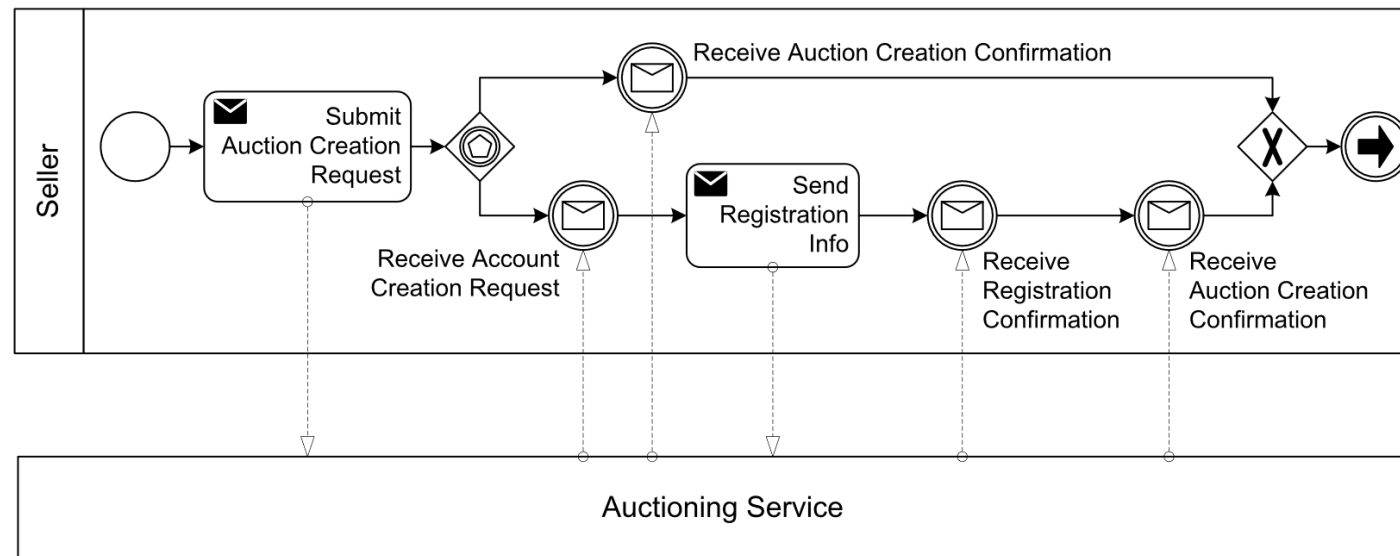 Seller
Receive Auction Creation Confirmation
Submit
Auction Creation
Request
Receive Account
Creation Request
Send
Registration
Info
Receive
Registration
Confirmation
Receive
Auction Creation
Confirmation
Auctioning Service